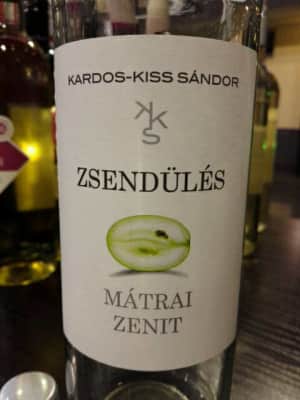 KARDOS-KISS SÁNDOR
KKS
ZSENDÜLÉS
MÁTRAI
ZENIT